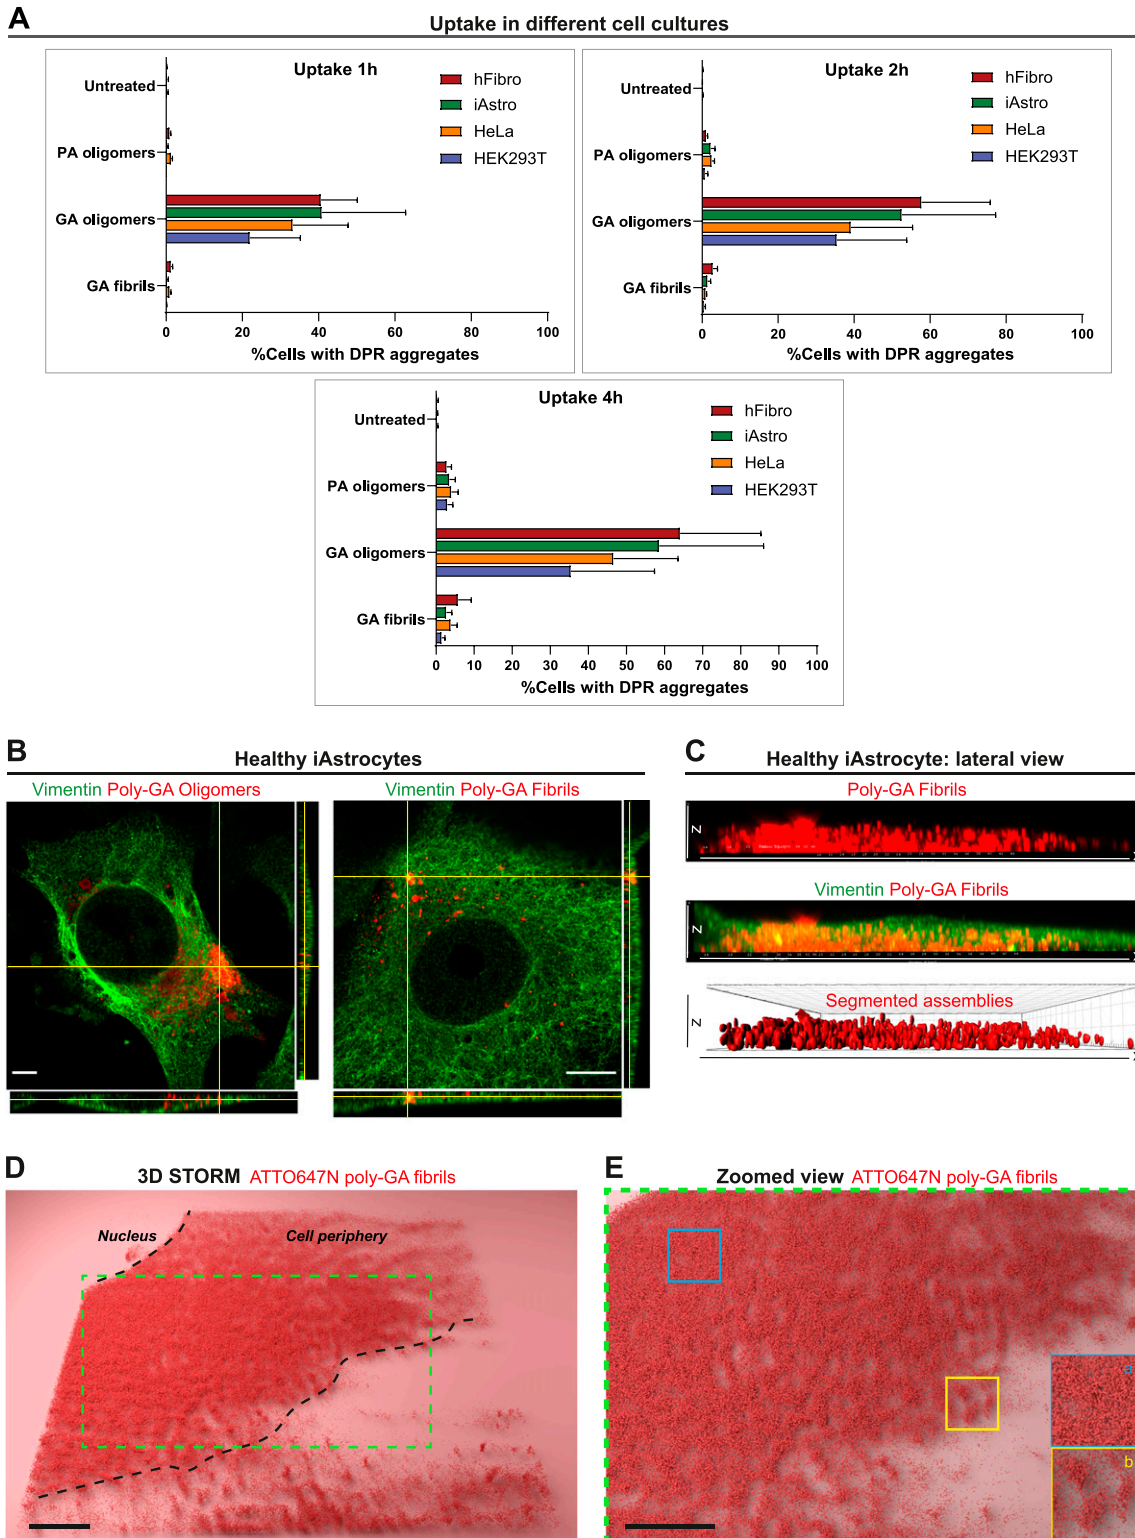 A
Uptake in different cell cultures
Uptake 1h
hFibro
iAstro
HeLa
HEK293T
Untreated
PA oligomers
GA oligomers
GA fibrils
0 20 40 60 80 100
%Cells with DPR aggregates
Uptake 2h
hFibro
iAstro
HeLa
HEK293T
Untreated
PA oligomers
GA oligomers
GA fibrils
0 20 40 60 80 100
%Cells with DPR aggregates
Uptake 4h
hFibro
iAstro
HeLa
HEK293T
Untreated
PA oligomers
GA oligomers
GA fibrils
0 10 20 30 40 50 60 70 80 90 100
%Cells with DPR aggregates
B
Healthy iAstrocytes
Vimentin Poly-GA Oligomers
Vimentin Poly-GA Fibrils
C
Healthy iAstrocyte: lateral view
Poly-GA Fibrils
Z
Vimentin Poly-GA Fibrils
Z
Segmented assemblies
Z
D
3D STORM ATTO647N poly-GA fibrils
Nucleus
Cell periphery
E
Zoomed view ATTO647N poly-GA fibrils
a
b